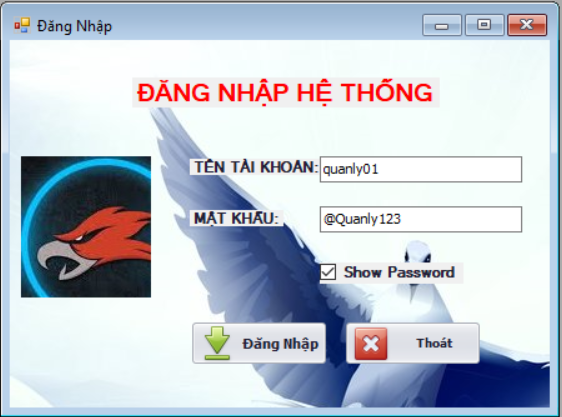 Đăng Nhập
ĐĂNG NHẬP HỆ THỐNG
TÊN TÀI KHOẢN: quanly01
MẬT KHẨU: @Quanly123
Show Password
Đăng Nhập Thoát